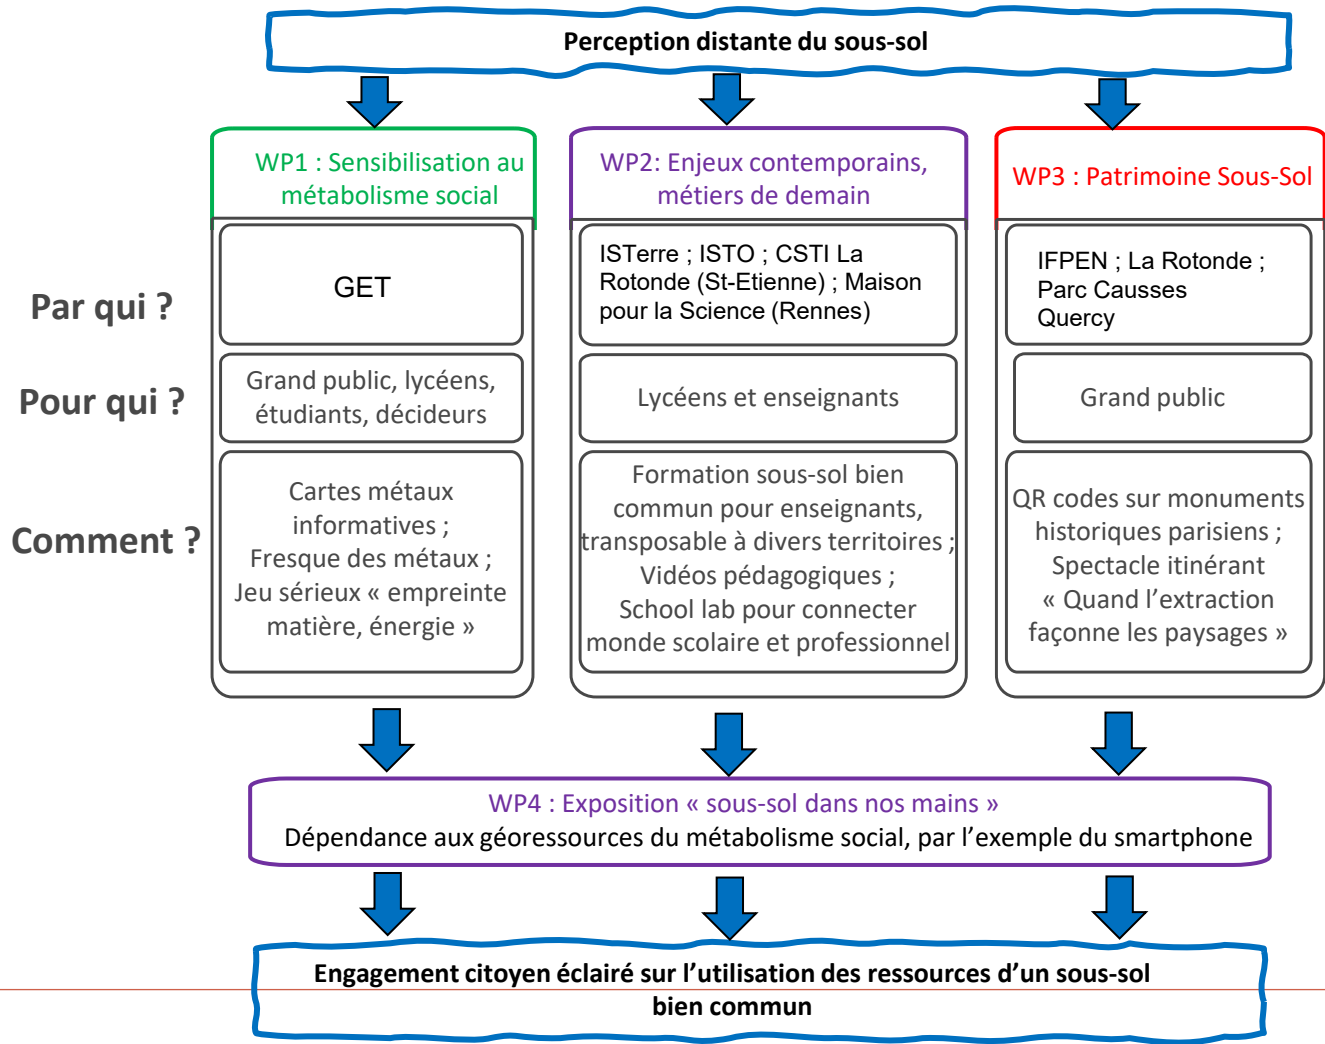 Perception distante du sous-sol
WP1 : Sensibilisation au
métabolisme social
WP2: Enjeux contemporains,
métiers de demain
WP3 : Patrimoine Sous-Sol
Par qui ?
GET
ISTerre ; ISTO ; CSTI La
Rotonde (St-Etienne) ; Maison
pour la Science (Rennes)
IFPEN ; La Rotonde ;
Parc Causses
Quercy
Pour qui ?
Grand public, lycéens,
étudiants, décideurs
Lycéens et enseignants
Grand public
Comment ?
Cartes métaux
informatives ;
Fresque des métaux ;
Jeu sérieux « empreinte
matière, énergie »
Formation sous-sol bien
commun pour enseignants,
transposable à divers territoires ;
Vidéos pédagogiques ;
School lab pour connecter
monde scolaire et professionnel
QR codes sur monuments
historiques parisiens ;
Spectacle itinérant
« Quand l’extraction
façonne les paysages »
WP4 : Exposition « sous-sol dans nos mains »
Dépendance aux géoressources du métabolisme social, par l’exemple du smartphone
Engagement citoyen éclairé sur l’utilisation des ressources d’un sous-sol
bien commun